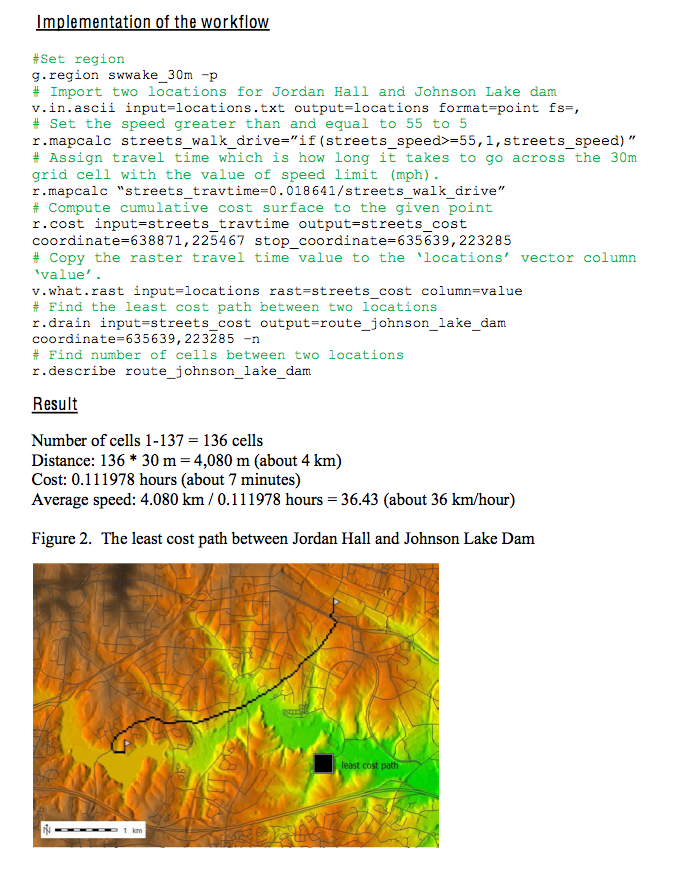 Implementation of the workflow
#Set region
g.region swwake_30m -p
# Import two locations for Jordan Hall and Johnson Lake dam
v.in.ascii input=locations.txt output=locations format=point fs=,
# Set the speed greater than and equal to 55 to 5
r.mapcalc streets_walk_drive=”if(streets_speed>=55,1,streets_speed)”
# Assign travel time which is how long it takes to go across the 30m
grid cell with the value of speed limit (mph).
r.mapcalc “streets_travtime=0.018641/streets_walk_drive”
# Compute cumulative cost surface to the given point
r.cost input=streets_travtime output=streets_cost
coordinate=638871,225467 stop_coordinate=635639,223285
# Copy the raster travel time value to the ‘locations’ vector column
‘value’.
v.what.rast input=locations rast=streets_cost column=value
# Find the least cost path between two locations
r.drain input=streets_cost output=route_johnson_lake_dam
coordinate=635639,223285 -n
# Find number of cells between two locations
r.describe route_johnson_lake_dam
Result
Number of cells 1-137 = 136 cells
Distance: 136 * 30 m = 4,080 m (about 4 km)
Cost: 0.111978 hours (about 7 minutes)
Average speed: 4.080 km / 0.111978 hours = 36.43 (about 36 km/hour)
Figure 2. The least cost path between Jordan Hall and Johnson Lake Dam
least cost path
N 1 km